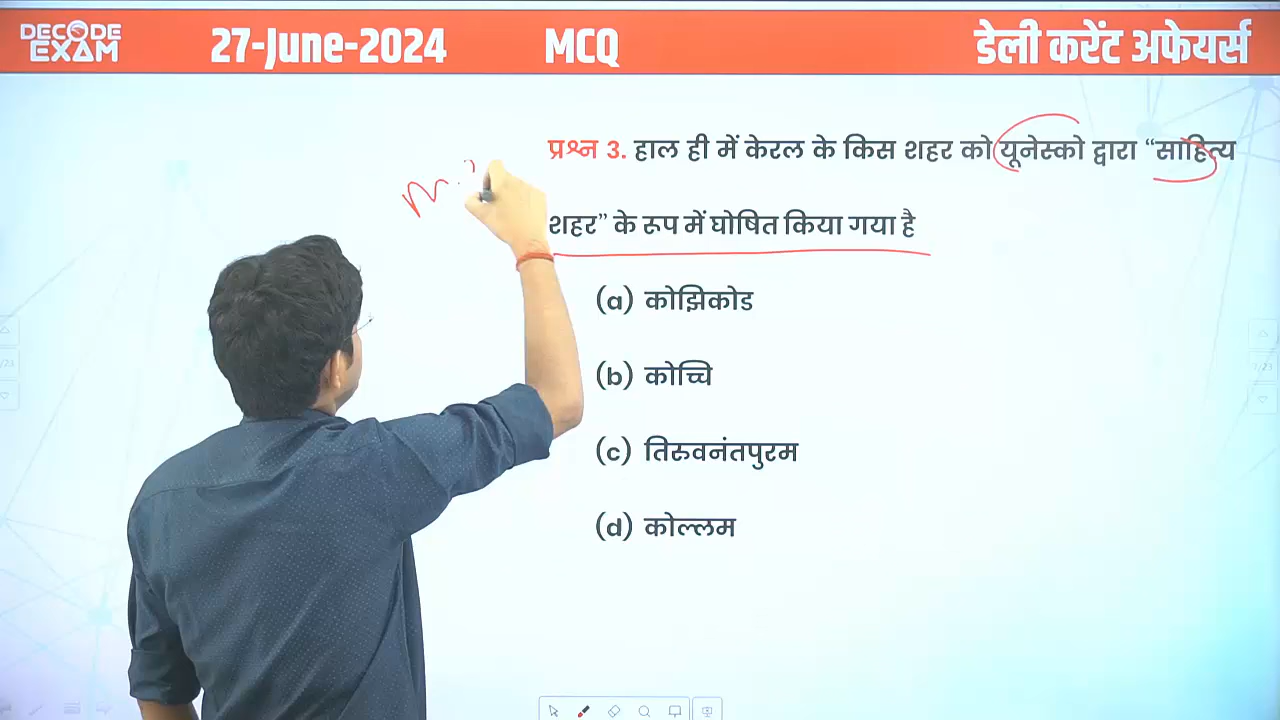 DECODE EXAM
27-June-2024 MCQ डेली करेंट अफेयर्स
प्रश्न 3. हाल ही में केरल के किस शहर को यूनेस्को द्वारा “साहित्य
शहर” के रूप में घोषित किया गया है
(a) कोझिकोड
(b) कोच्चि
(c) तिरुवनंतपुरम
(d) कोल्लम